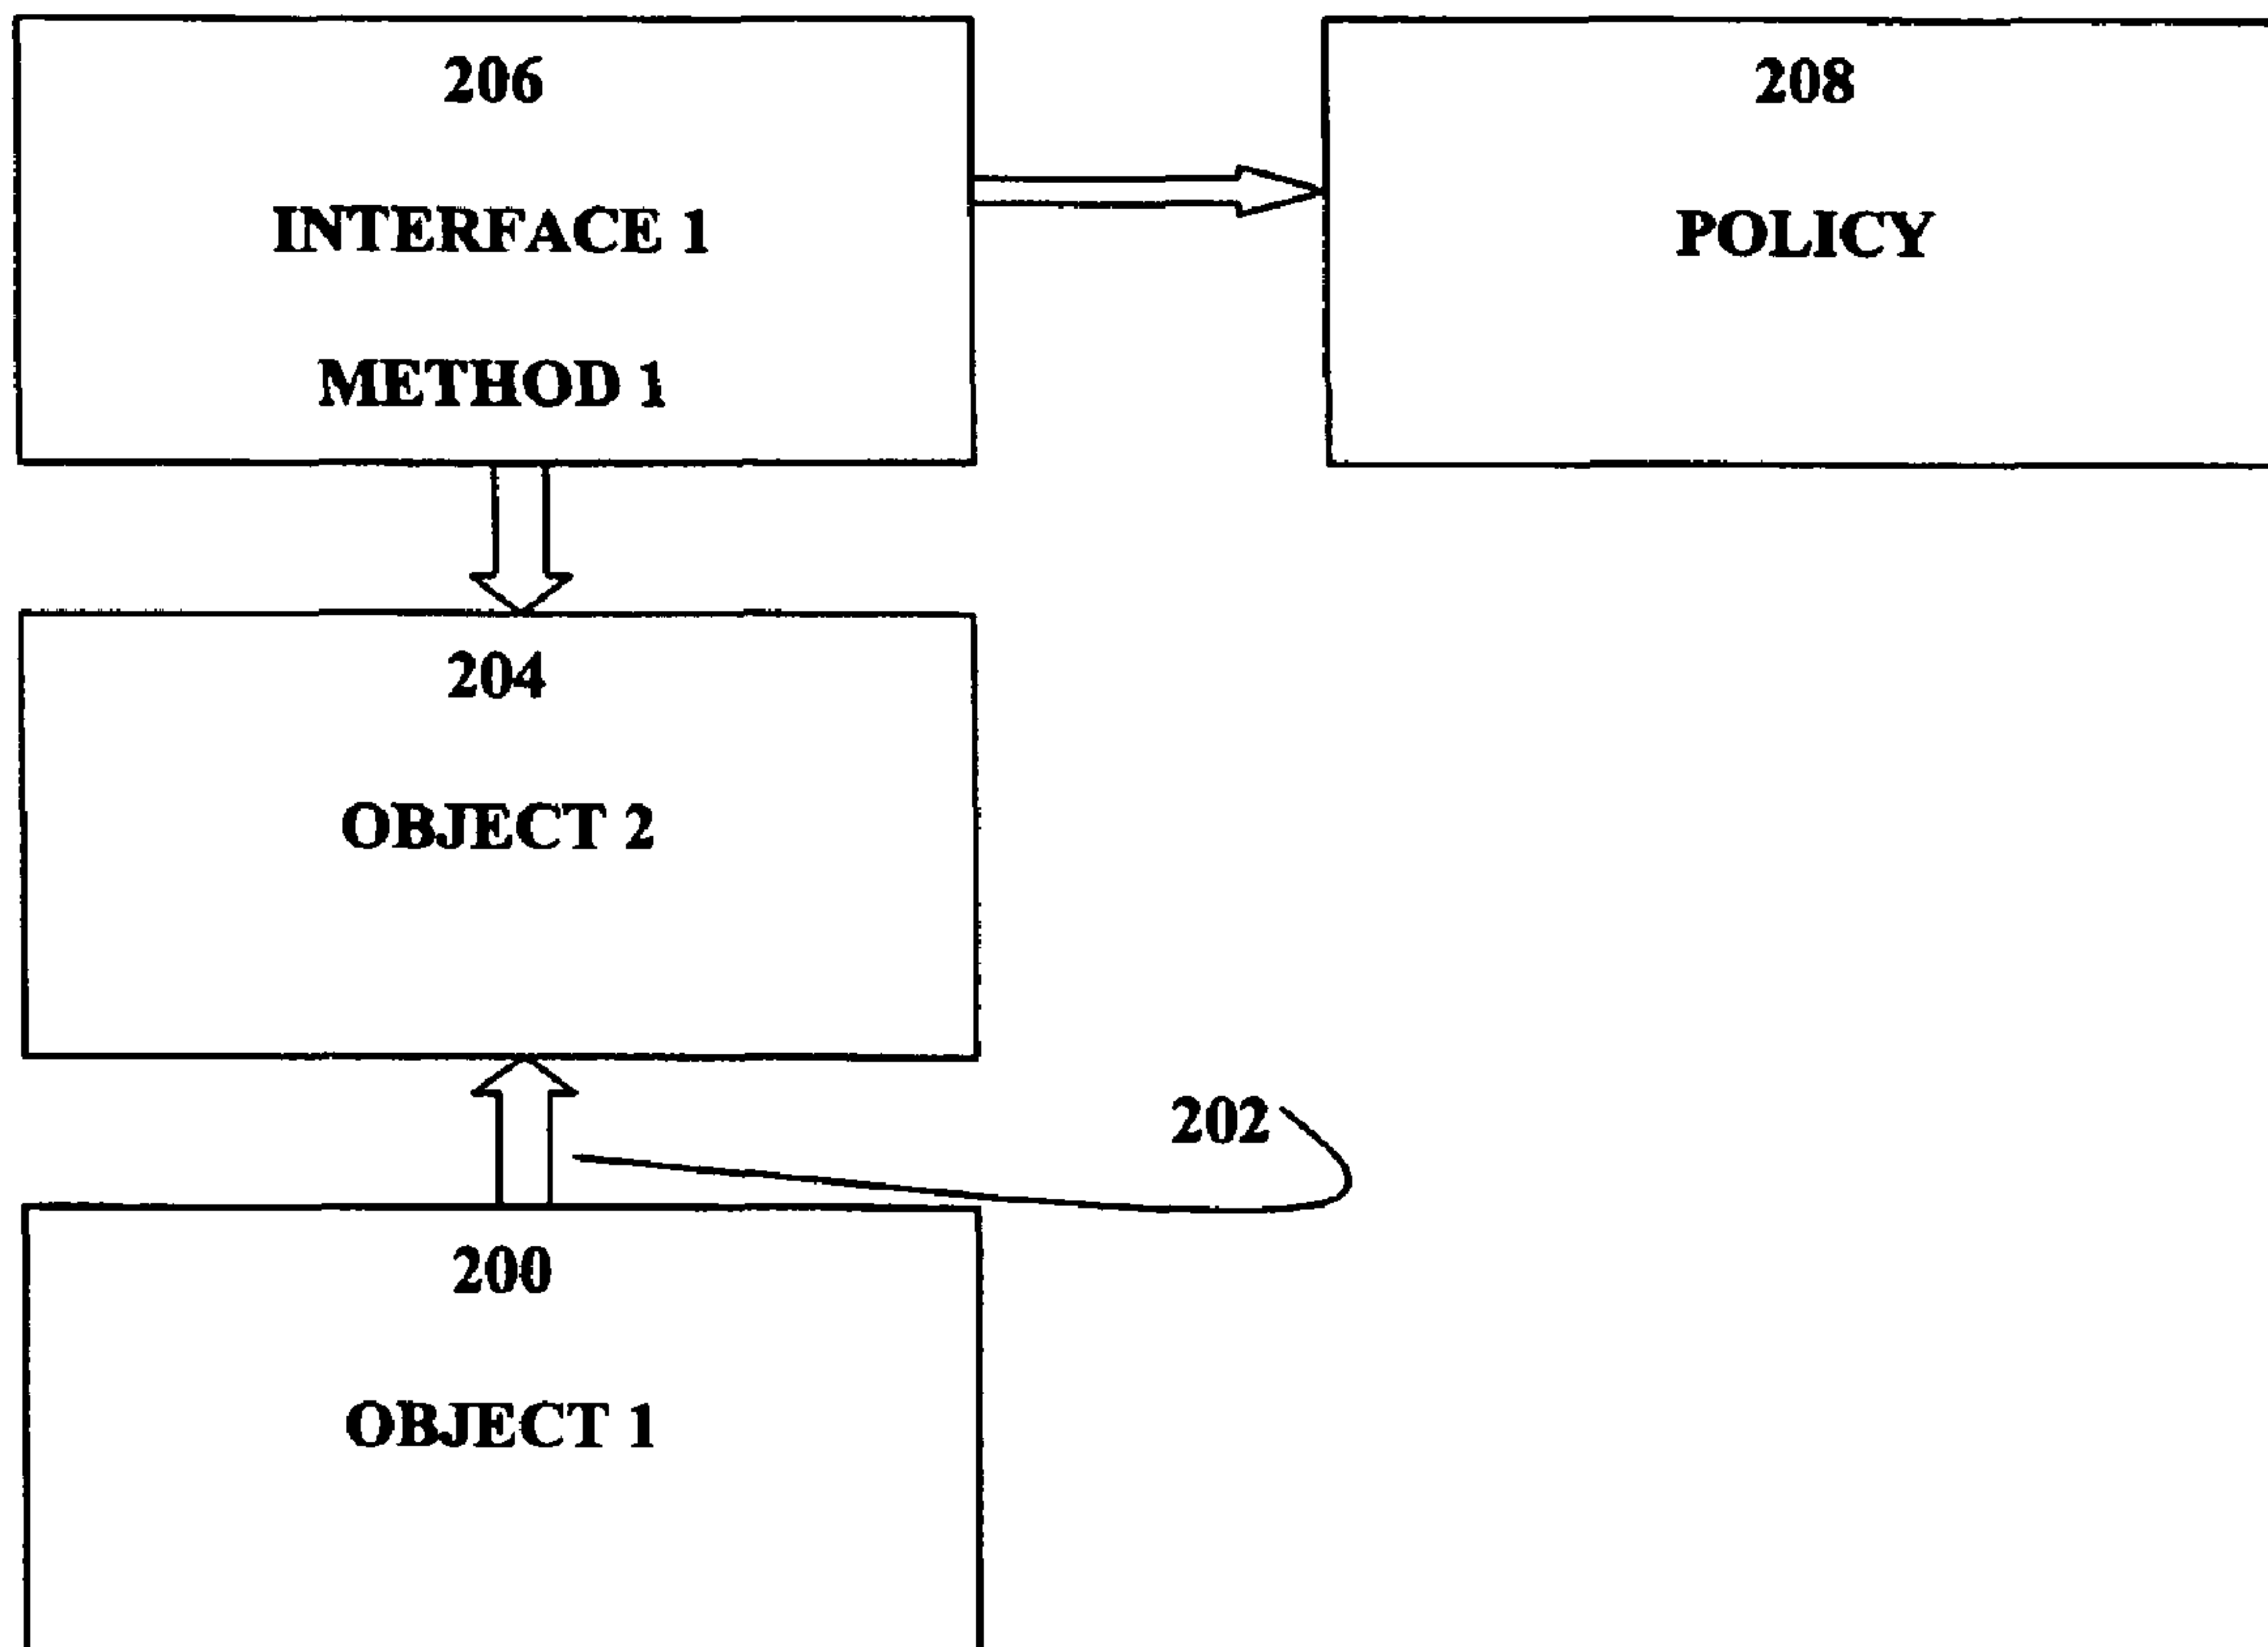 206
INTERFACE 1
METHOD 1
208
POLICY
204
OBJECT 2
202
200
OBJECT 1